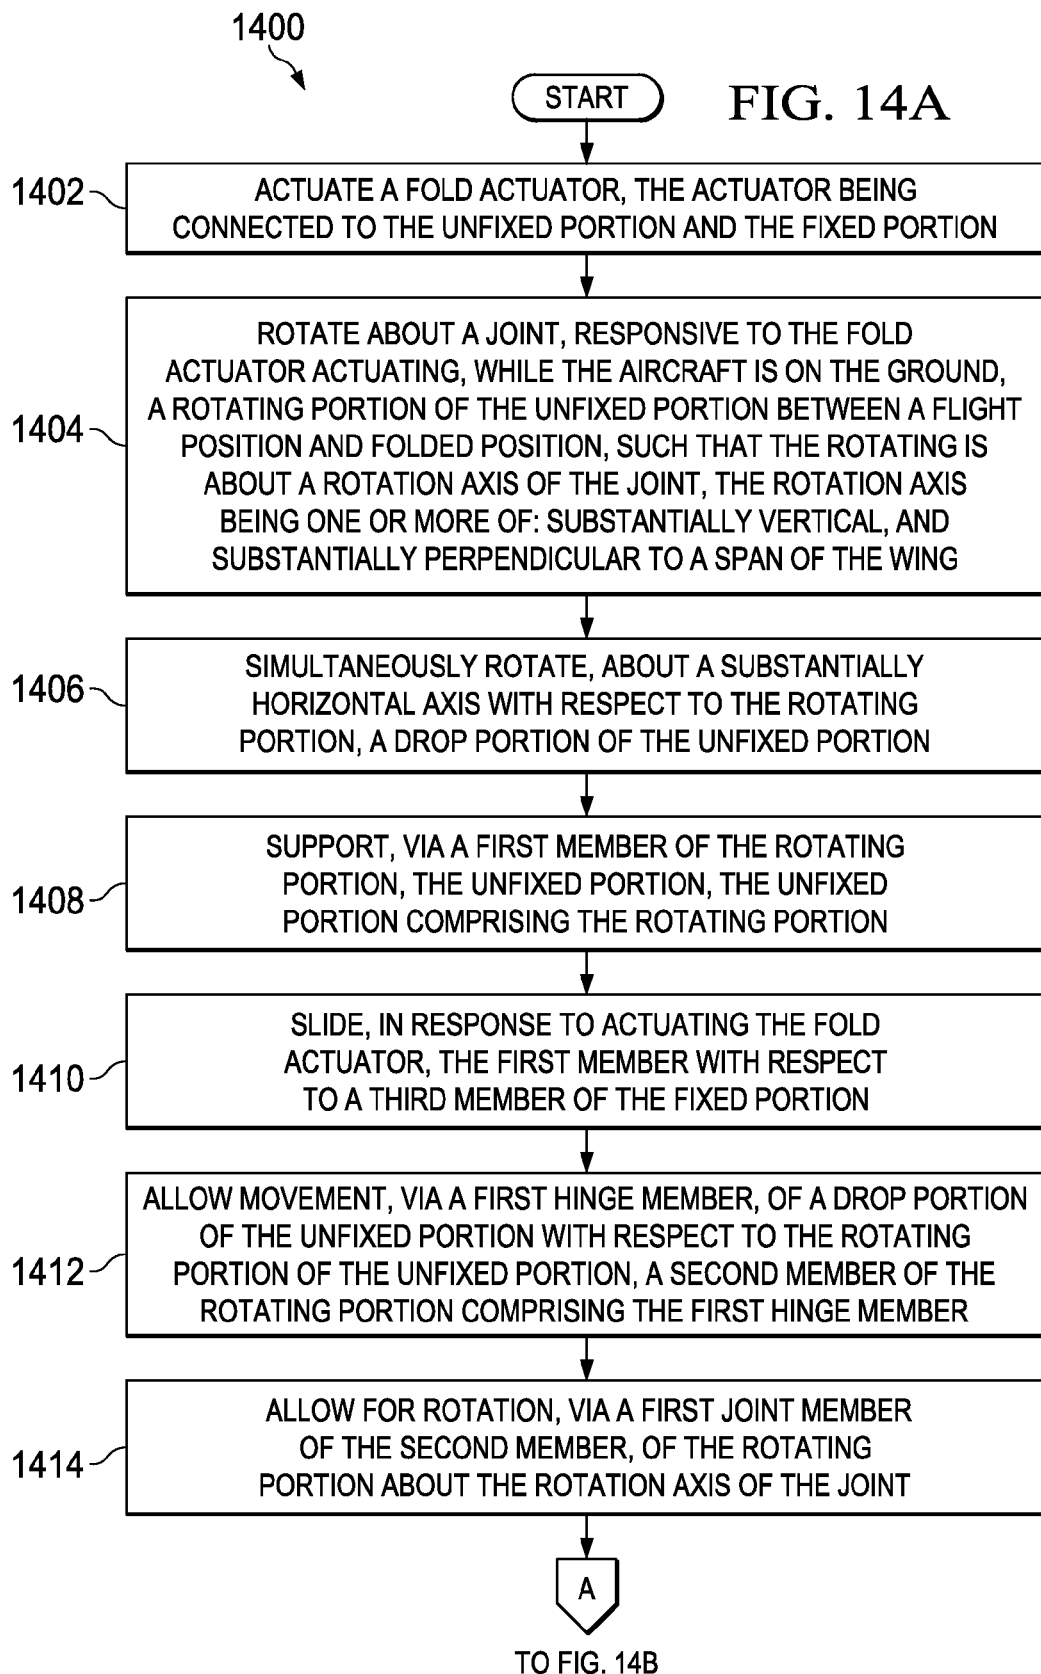 1400
START
FIG. 14A
1402
ACTUATE A FOLD ACTUATOR, THE ACTUATOR BEING
CONNECTED TO THE UNFIXED PORTION AND THE FIXED PORTION
1404
ROTATE ABOUT A JOINT, RESPONSIVE TO THE FOLD
ACTUATOR ACTUATING, WHILE THE AIRCRAFT IS ON THE GROUND,
A ROTATING PORTION OF THE UNFIXED PORTION BETWEEN A FLIGHT
POSITION AND FOLDED POSITION, SUCH THAT THE ROTATING IS
ABOUT A ROTATION AXIS OF THE JOINT, THE ROTATION AXIS
BEING ONE OR MORE OF: SUBSTANTIALLY VERTICAL, AND
SUBSTANTIALLY PERPENDICULAR TO A SPAN OF THE WING
1406
SIMULTANEOUSLY ROTATE, ABOUT A SUBSTANTIALLY
HORIZONTAL AXIS WITH RESPECT TO THE ROTATING
PORTION, A DROP PORTION OF THE UNFIXED PORTION
1408
SUPPORT, VIA A FIRST MEMBER OF THE ROTATING
PORTION, THE UNFIXED PORTION, THE UNFIXED
PORTION COMPRISING THE ROTATING PORTION
1410
SLIDE, IN RESPONSE TO ACTUATING THE FOLD
ACTUATOR, THE FIRST MEMBER WITH RESPECT
TO A THIRD MEMBER OF THE FIXED PORTION
1412
ALLOW MOVEMENT, VIA A FIRST HINGE MEMBER, OF A DROP PORTION
OF THE UNFIXED PORTION WITH RESPECT TO THE ROTATING
PORTION OF THE UNFIXED PORTION, A SECOND MEMBER OF THE
ROTATING PORTION COMPRISING THE FIRST HINGE MEMBER
1414
ALLOW FOR ROTATION, VIA A FIRST JOINT MEMBER
OF THE SECOND MEMBER, OF THE ROTATING
PORTION ABOUT THE ROTATION AXIS OF THE JOINT
A
TO FIG. 14B